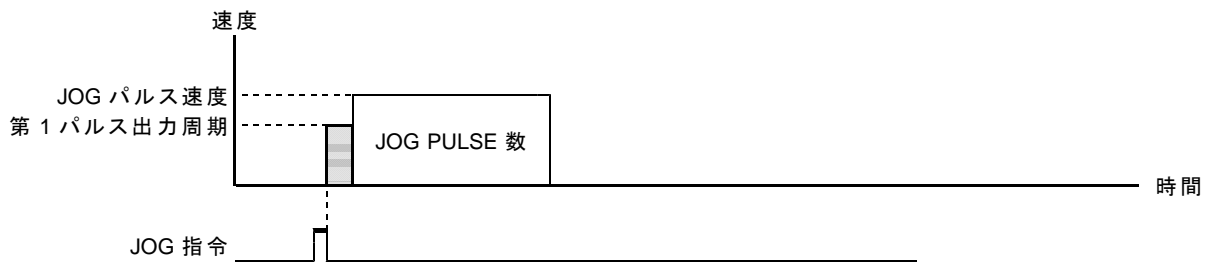 速度
JOG パルス速度
第 1 パルス出力周期
JOG PULSE 数
時間
JOG 指令